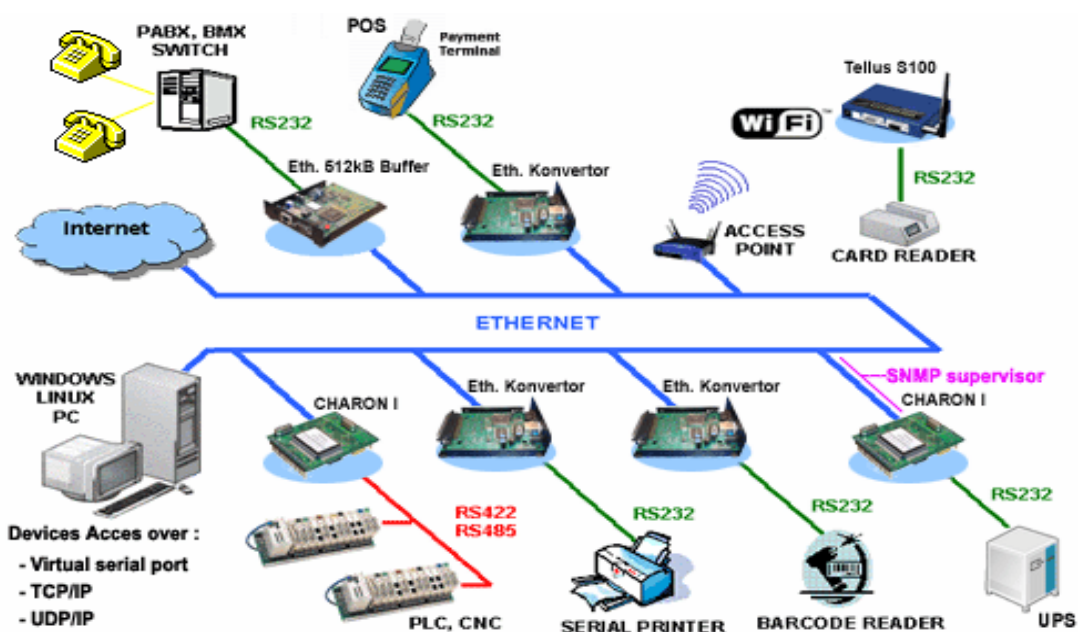 PABX, BMX
SWITCH
POS
Payment
Terminal
Tellus S100
WiFi™
RS232
RS232
RS232
Eth. 512kB Buffer
Eth. Konvertor
ACCESS
POINT
CARD READER
Internet
ETHERNET
WINDOWS
LINUX
PC
CHARON I
Eth. Konvertor
Eth. Konvertor
SNMP supervisor
CHARON I
RS422
RS485
RS232
RS232
RS232
Devices Acces over :
- Virtual serial port
- TCP/IP
- UDP/IP
PLC, CNC
SERIAL PRINTER
BARCODE READER
UPS